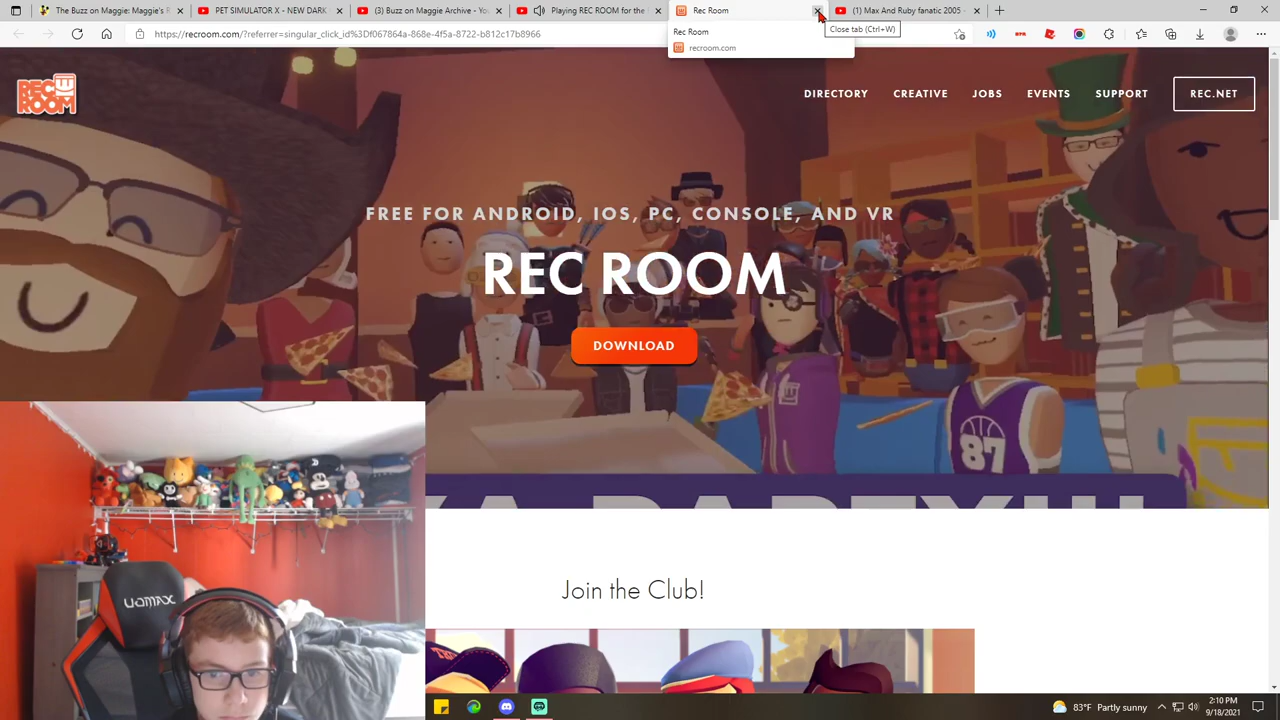 The Buzz on Maggie: Maggie's R
PET SIMULATOR X - NEW DARK
(3) Buzz on Maggie Archive - You
Playing REC ROOM for the
Rec Room
(1) Max And Ruby fanatic 2005 -
https://recroom.com/?referrer=singular_click_id%3Df067864a-868e-4f5a-8722-b812c17b8966
Close tab (Ctrl+W)
Rec Room
recroom.com
REC
ROOM
DIRECTORY
CREATIVE
JOBS
EVENTS
SUPPORT
REC.NET
FREE FOR ANDROID, IOS, PC, CONSOLE, AND VR
REC ROOM
DOWNLOAD
87
Join the Club!
UOMAX
83°F Partly sunny
2:10 PM
9/18/2021